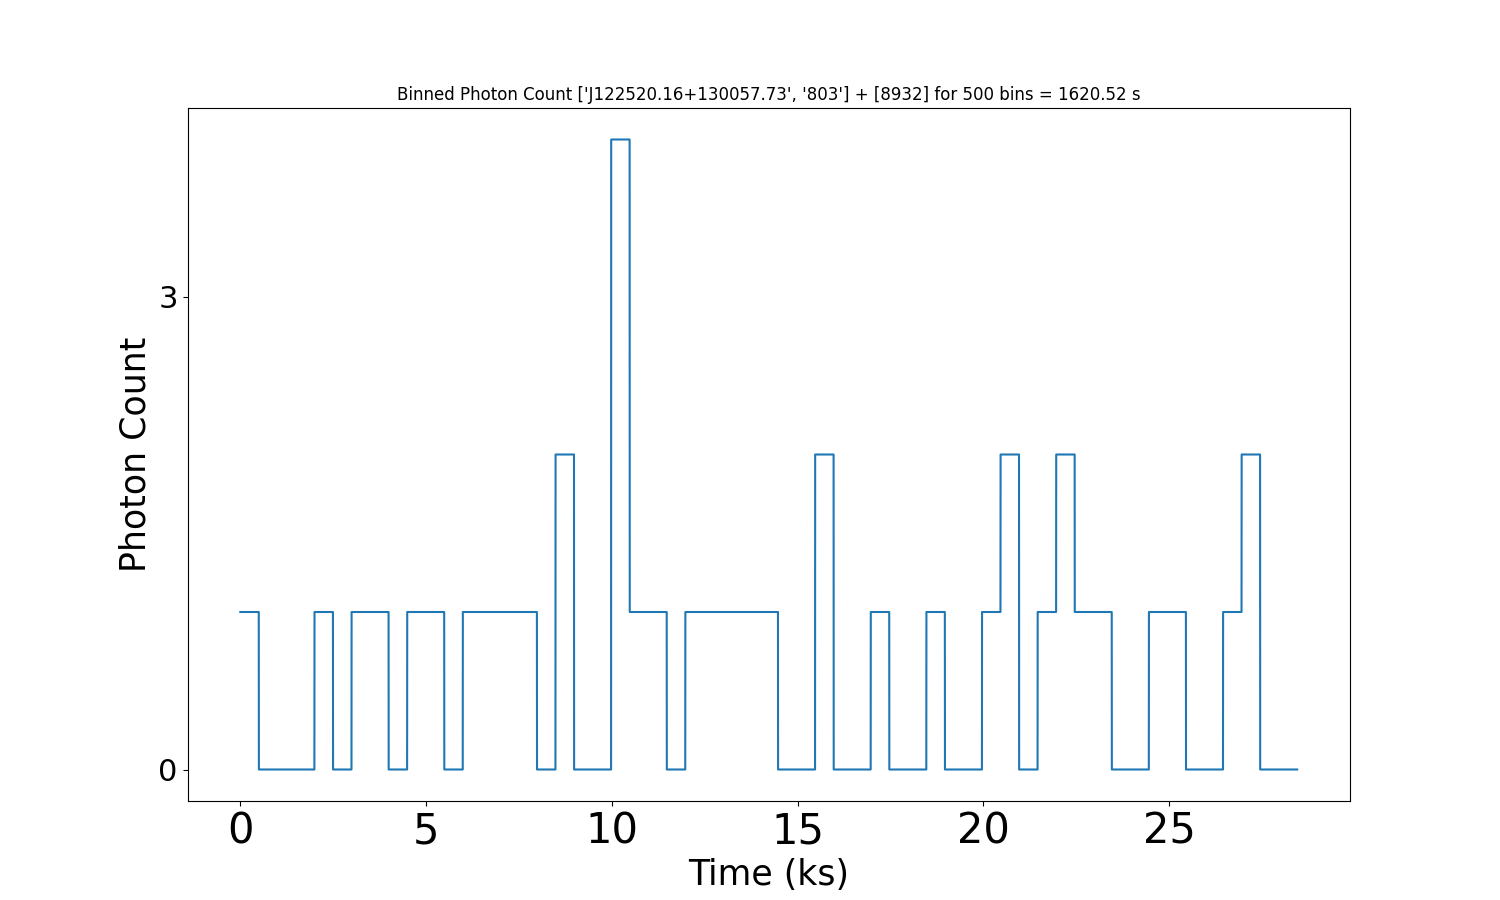 Binned Photon Count ['J122520.16+130057.73', '803'] + [8932] for 500 bins = 1620.52 s
3
Photon Count
0
0 5 10 15 20 25
Time (ks)